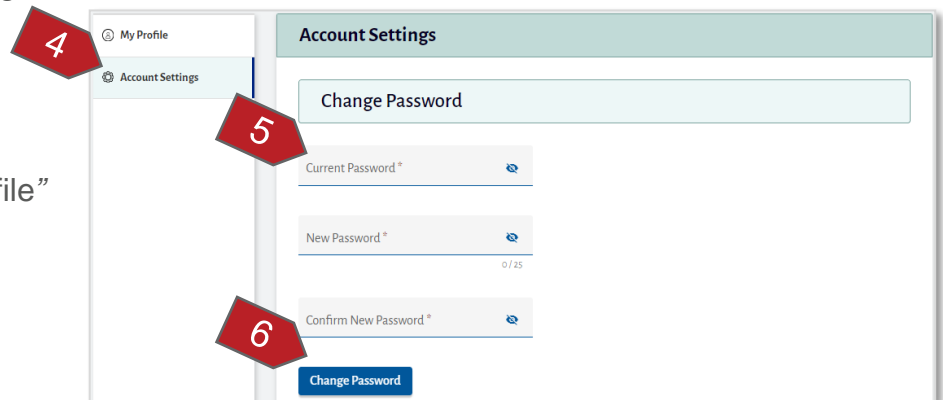 4
My Profile
Account Settings
Account Settings
Change Password
5
Current Password *
file”
New Password *
0 / 25
Confirm New Password *
6
Change Password